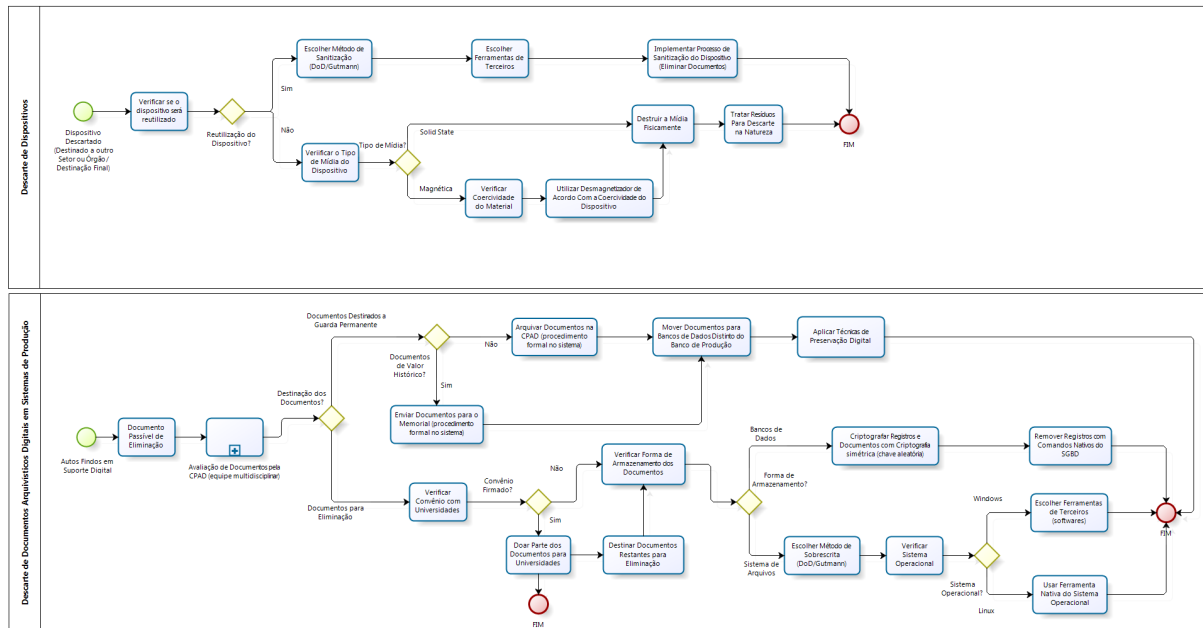 Descarte de Dispositivos
Dispositivo
Descartado
(Destinado a outro
Setor ou Órgão /
Destinação Final)
Verificar se o
dispositivo será
reutilizado
Reutilização do
Dispositivo?
Sim
Não
Escolher Método de
Sanitização
(DoD/Gutmann)
Escolher
Ferramentas de
Terceiros
Implementar Processo de
Sanitização do Dispositivo
(Eliminar Documentos)
Verifiicar o Tipo
de Mídia do
Dispositivo
Tipo de Mídia?
Solid State
Magnética
Verificar
Coercividade
do Material
Utilizar Desmagnetizador de
Acordo Com a Coercividade do
Dispositivo
Destruir a Mídia
Fisicamente
Tratar Resíduos
Para Descarte
na Natureza
FIM
Descarte de Documentos Arquivísticos Digitais em Sistemas de Produção
Autos Findos em
Suporte Digital
Documento
Passível de
Eliminação
Avaliação de Documentos pela
CPAD (equipe multidisciplinar)
Destinação dos
Documentos?
Documentos Destinados a
Guarda Permanente
Documentos
de Valor
Histórico?
Não
Sim
Arquivar Documentos na
CPAD (procedimento
formal no sistema)
Mover Documentos para
Bancos de Dados Distinto do
Banco de Produção
Aplicar Técnicas de
Preservação Digital
Enviar Documentos para o
Memorial (procedimento
formal no sistema)
Documentos para
Eliminação
Verificar
Convênio com
Universidades
Convênio
Firmado?
Não
Sim
Verificar Forma de
Armazenamento dos
Documentos
Doar Parte dos
Documentos para
Universidades
Destinar Documentos
Restantes para
Eliminação
FIM
Forma de
Armazenamento?
Bancos de
Dados
Criptografar Registros e
Documentos com Criptografia
simétrica (chave aleatória)
Remover Registros com
Comandos Nativos do
SGBD
Sistema de
Arquivos
Escolher Método de
Sobrescrita
(DoD/Gutmann)
Verificar
Sistema
Operacional
Sistema
Operacional?
Windows
Linux
Escolher Ferramentas
de Terceiros
(softwares)
Usar Ferramenta
Nativa do Sistema
Operacional
FIM